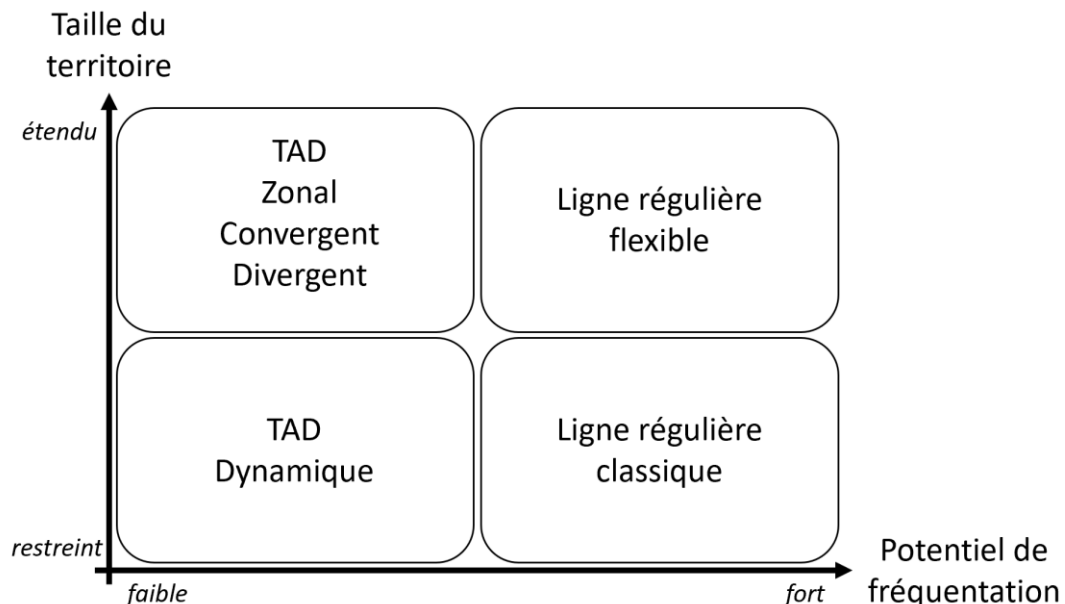 Taille du
territoire
étendu
TAD
Zonal
Convergent
Divergent
Ligne régulière
flexible
TAD
Dynamique
Ligne régulière
classique
restreint
faible
fort
Potentiel de
fréquentation